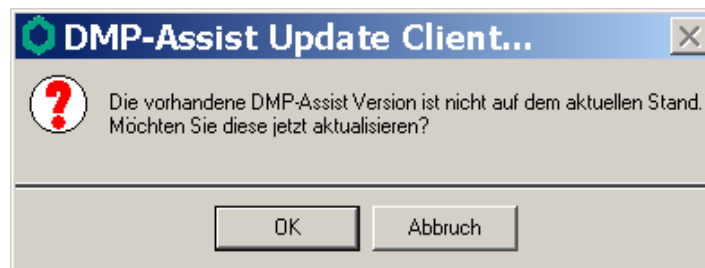 DMP-Assist Update Client...
Die vorhandene DMP-Assist Version ist nicht auf dem aktuellen Stand.
Möchten Sie diese jetzt aktualisieren?
OK
Abbruch